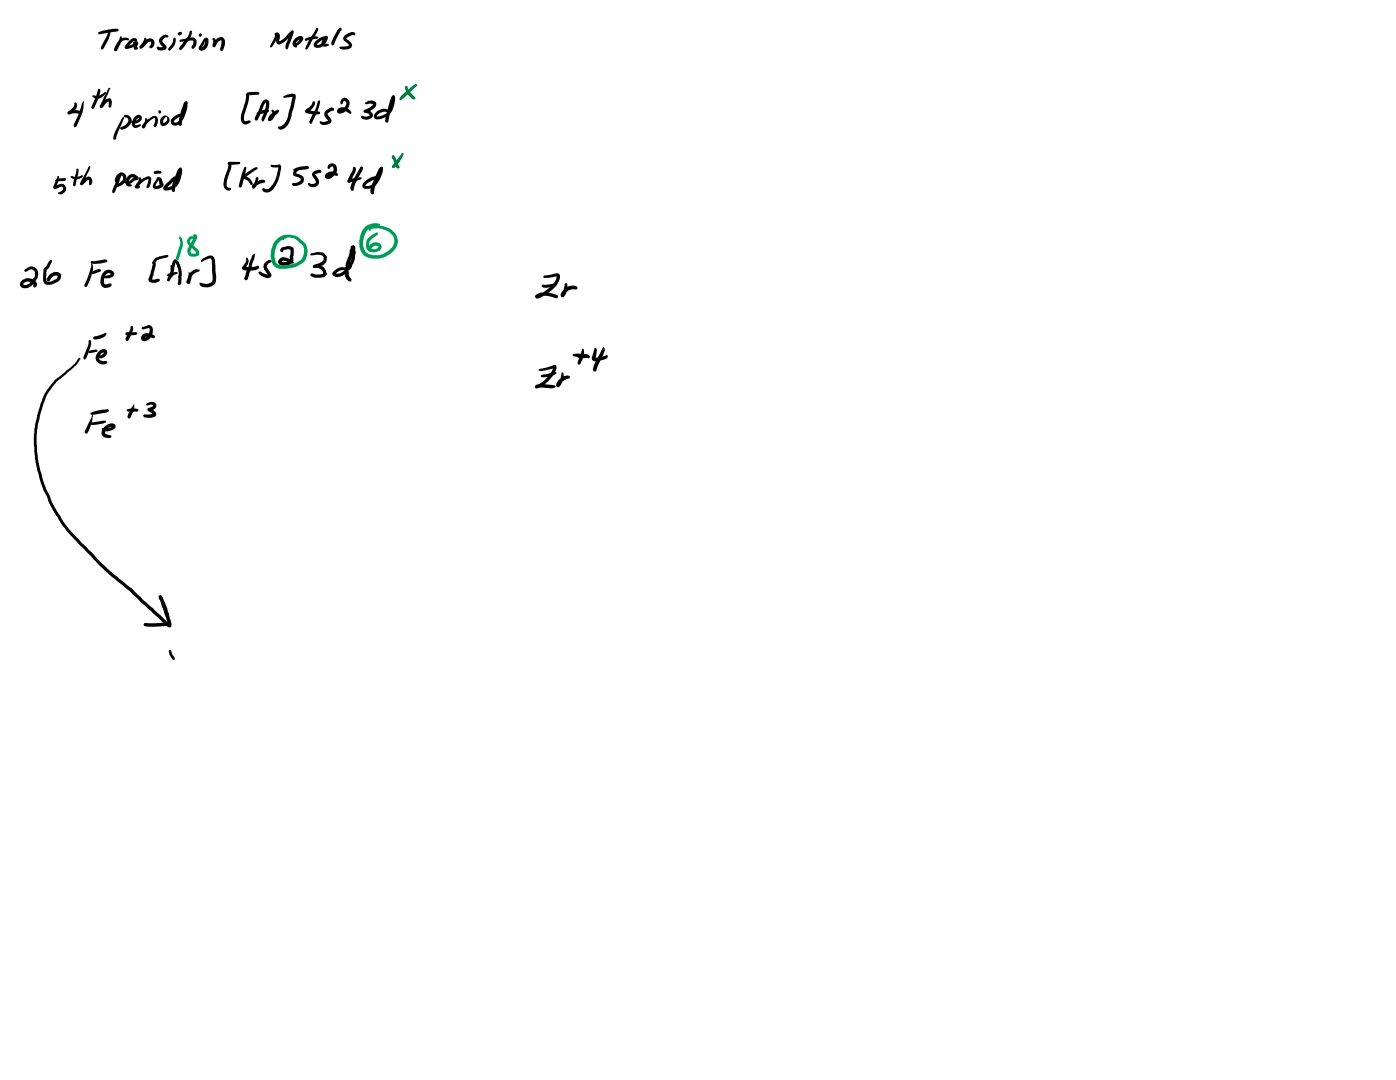 Transition Metals
4th period [Ar] 4s2 3dx
5th period [Kr] 5s2 4dx
26 Fe [Ar] 18 4s2 3d6
Fe +2
Fe +3
Zr
Zr +4